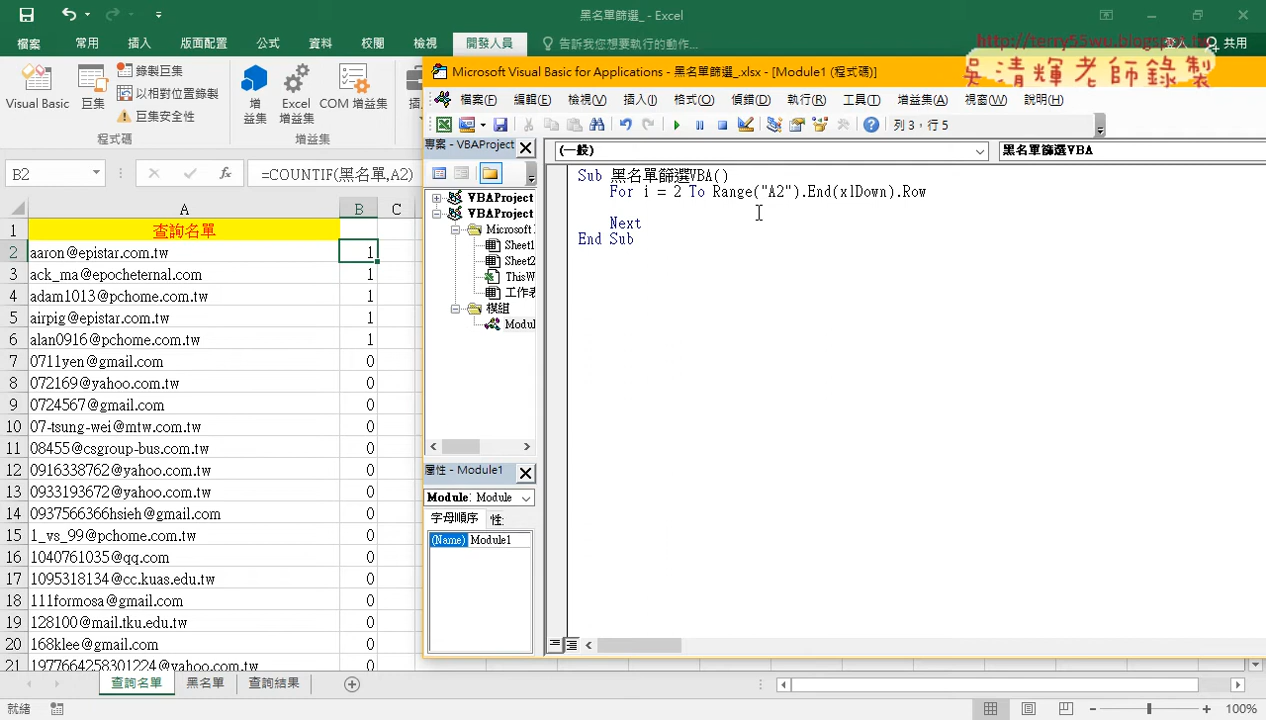 黑名單篩選_ - Excel
檔案 常用 插入 版面配置 公式 資料 校閱 檢視 開發人員 告訴我您想要執行的動作... 登入 共用
http://terry55wu.blogspot.tw
吳清輝老師錄製
Visual Basic 巨集 錄製巨集 以相對位置錄製 巨集安全性 程式碼
增益集 Excel 增益集 COM 增益集 增益集
B2 =COUNTIF(黑名單,A2)
A B C
1 查詢名單
2 aaron@epistar.com.tw 1
3 ack_ma@epocheternal.com 1
4 adam1013@pchome.com.tw 1
5 airpig@epistar.com.tw 1
6 alan0916@pchome.com.tw 1
7 0711yen@gmail.com 0
8 072169@yahoo.com.tw 0
9 0724567@gmail.com 0
10 07-tsung-wei@mtw.com.tw 0
11 08455@csgroup-bus.com.tw 0
12 0916338762@yahoo.com.tw 0
13 0933193672@yahoo.com.tw 0
14 0937566366hsieh@gmail.com 0
15 1_vs_99@pchome.com.tw 0
16 1040761035@qq.com 0
17 1095318134@cc.kuas.edu.tw 0
18 111formosa@gmail.com 0
19 128100@mail.tku.edu.tw 0
20 168klee@gmail.com 0
21 1977664258301224@yahoo.com.tw 0
查詢名單 黑名單 查詢結果
就緒 100%
Microsoft Visual Basic for Applications - 黑名單篩選_.xlsx - [Module1 (程式碼)]
檔案(F) 編輯(E) 檢視(V) 插入(I) 格式(O) 偵錯(D) 執行(R) 工具(T) 增益集(A) 視窗(W) 說明(H)
列 3，行 5
專案 - VBAProject
VBAProject
VBAProject
Microsoft
Sheet1
Sheet2
ThisW
工作表
模組
Modul
屬性 - Module1
Module1 Module
字母順序 性:
(Name) Module1
(一般) 黑名單篩選VBA
Sub 黑名單篩選VBA()
For i = 2 To Range("A2").End(xlDown).Row
Next
End Sub